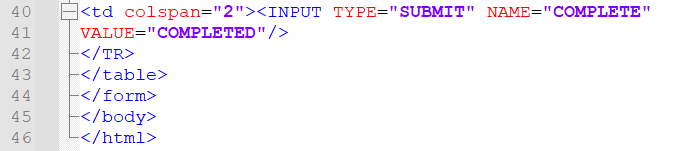 40 <td colspan="2"><INPUT TYPE="SUBMIT" NAME="COMPLETE"
41 VALUE="COMPLETED"/>
42 </TR>
43 </table>
44 </form>
45 </body>
46 </html>